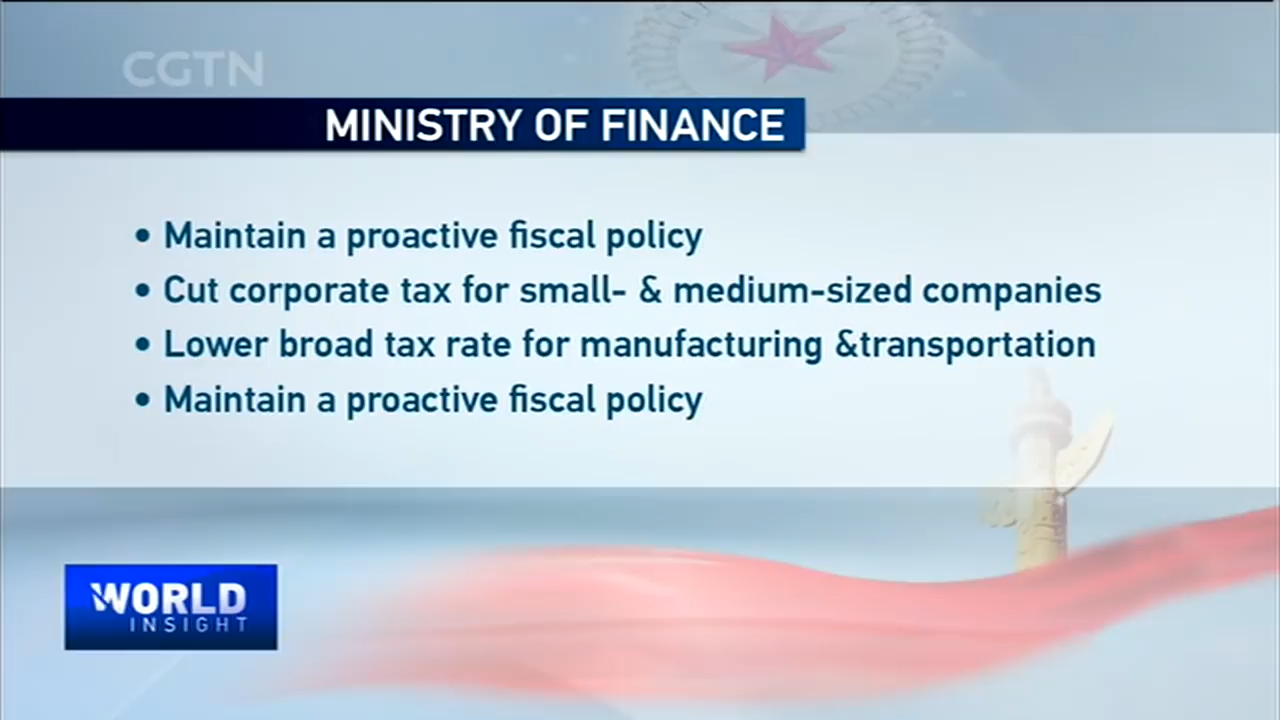 CGTN
MINISTRY OF FINANCE
• Maintain a proactive fiscal policy
• Cut corporate tax for small- & medium-sized companies
• Lower broad tax rate for manufacturing &transportation
• Maintain a proactive fiscal policy
WORLD
INSIGHT